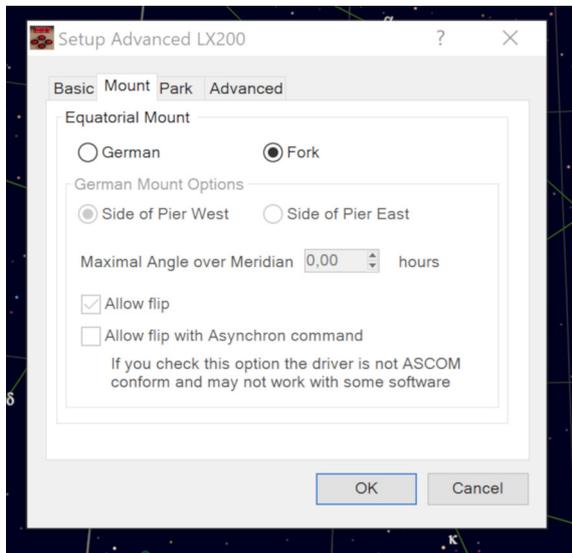 α
Setup Advanced LX200 ?
Basic Mount Park Advanced
Equatorial Mount
German Fork
German Mount Options
Side of Pier West Side of Pier East
Maximal Angle over Meridian 0,00 hours
Allow flip
Allow flip with Asynchron command
If you check this option the driver is not ASCOM
conform and may not work with some software
δ
OK Cancel
κ